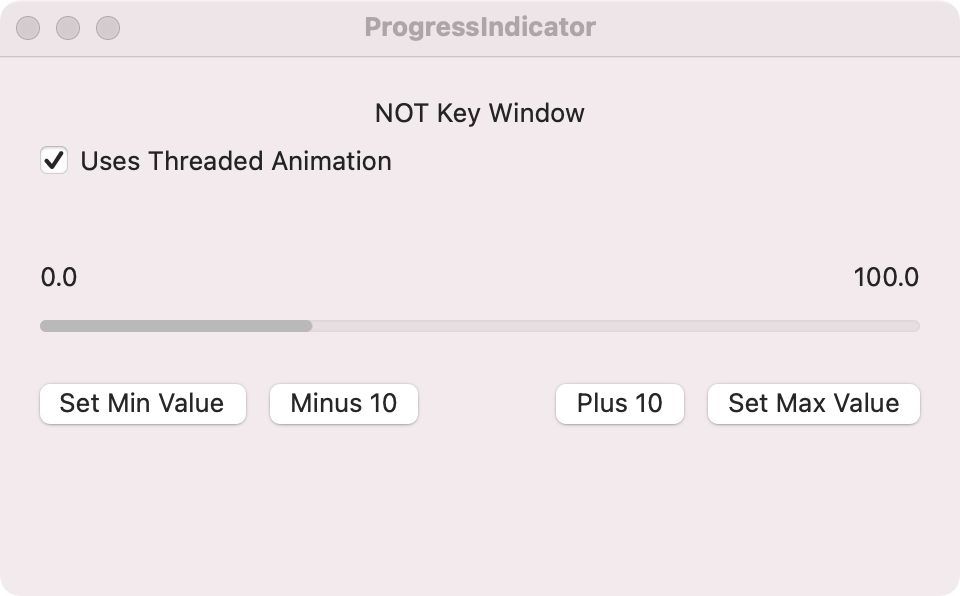 ProgressIndicator
NOT Key Window
Uses Threaded Animation
0.0 100.0
Set Min Value Minus 10 Plus 10 Set Max Value